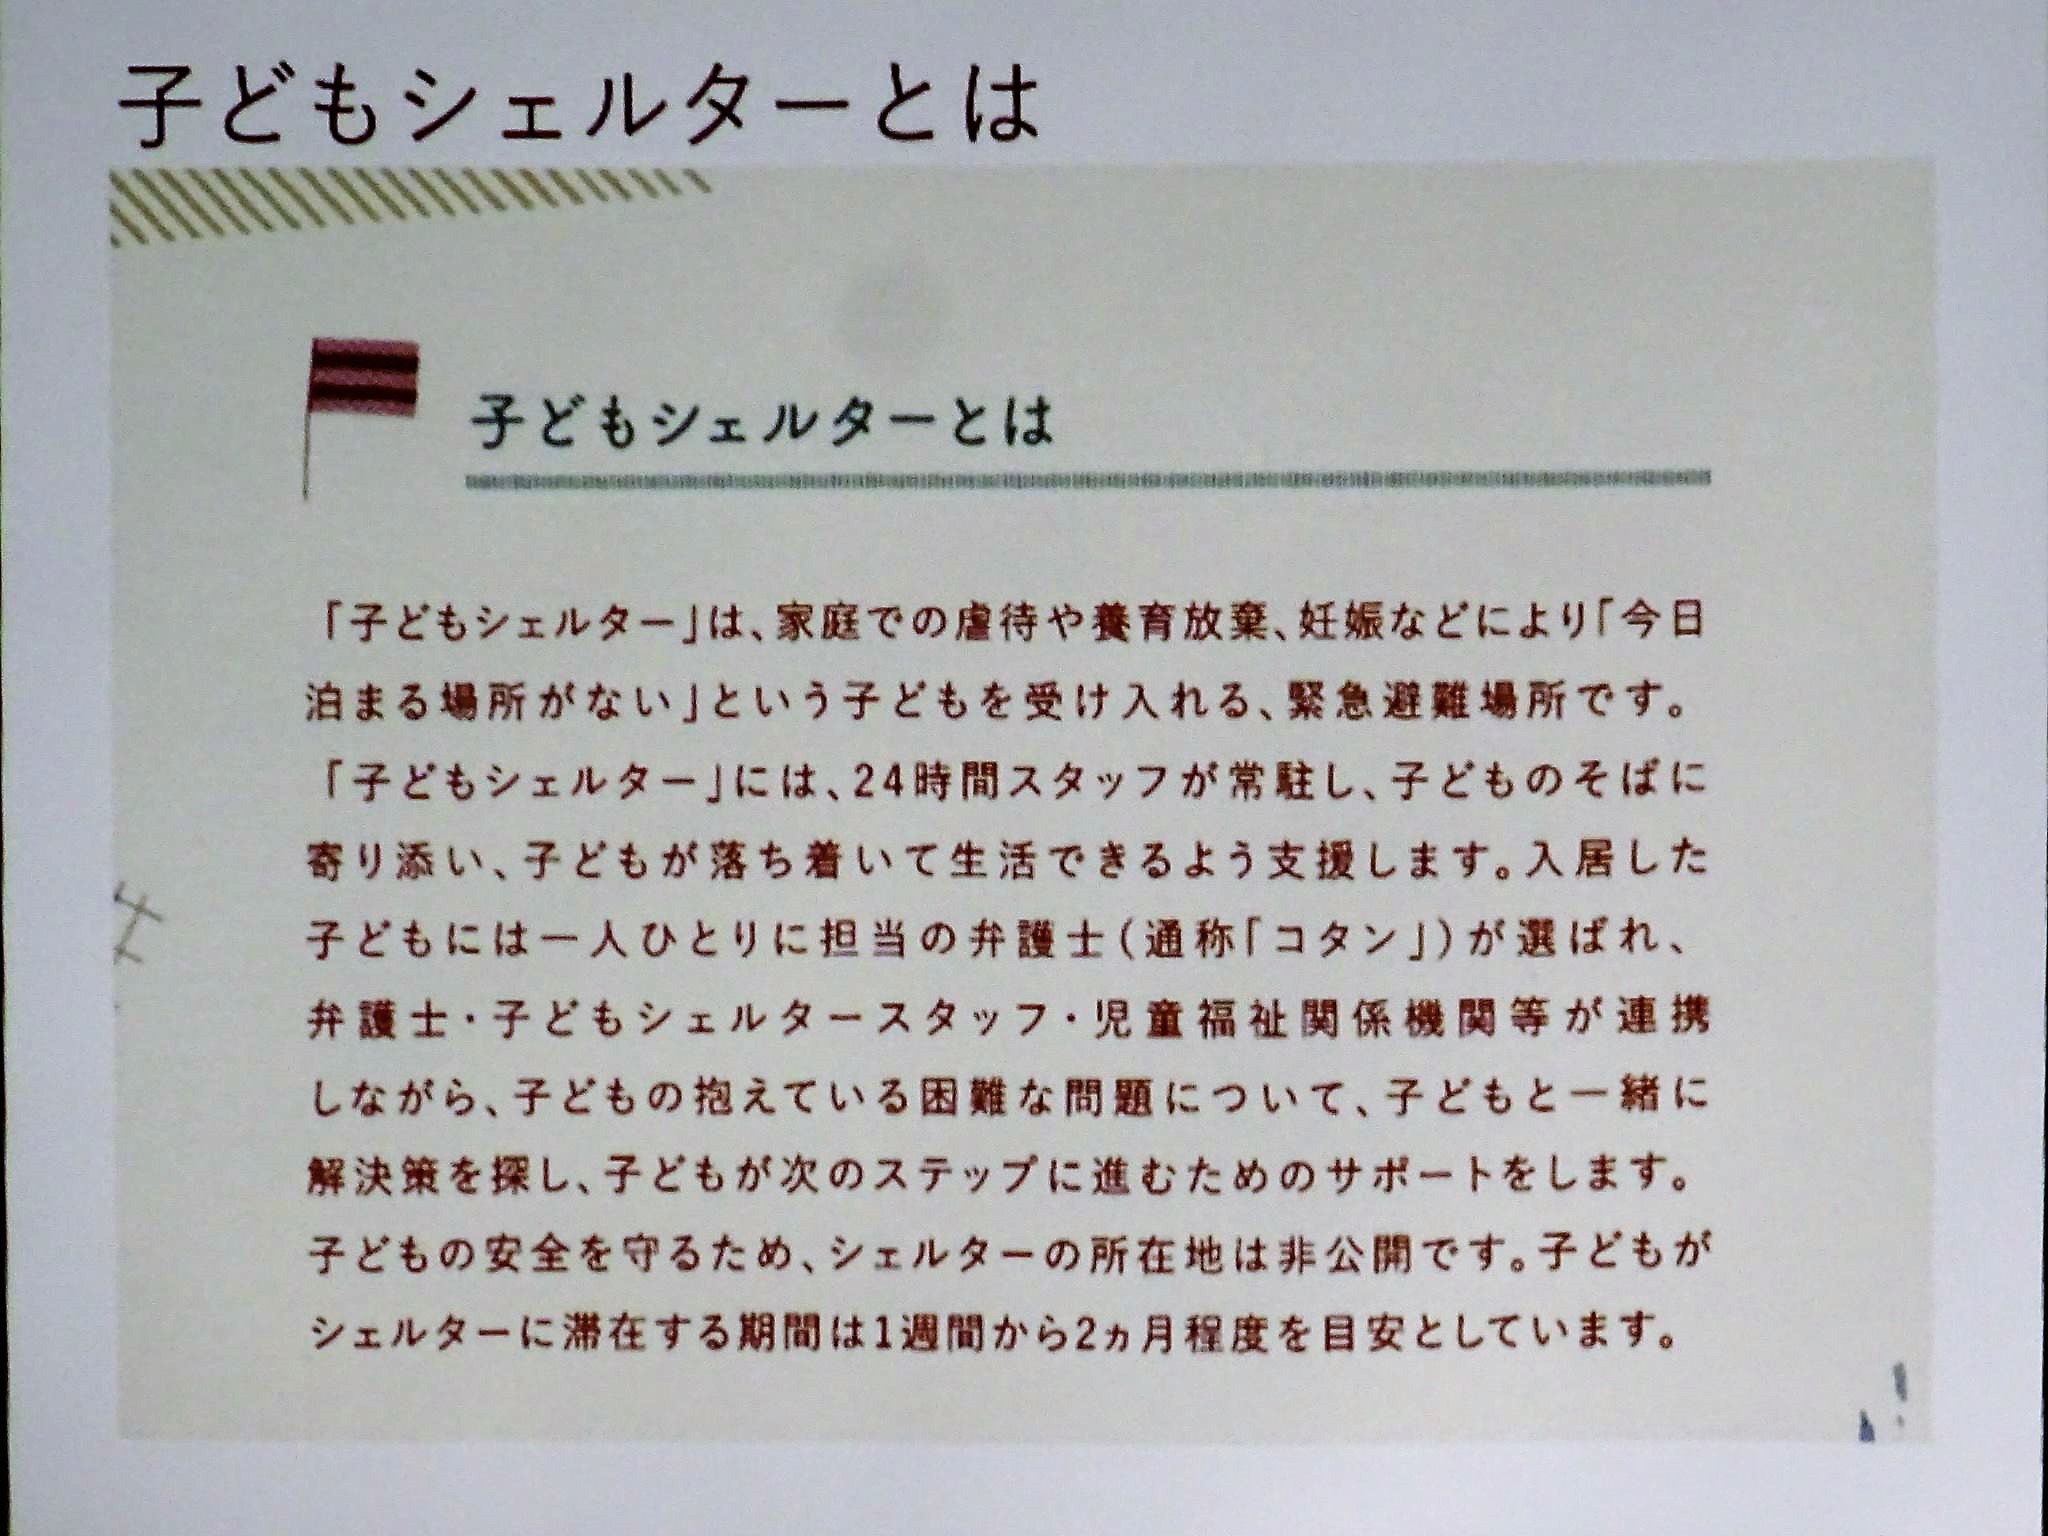 子どもシェルターとは
子どもシェルターとは
「子どもシェルター」は、家庭での虐待や養育放棄、妊娠などにより「今日
泊まる場所がない」という子どもを受け入れる、緊急避難場所です。
「子どもシェルター」には、24時間スタッフが常駐し、子どものそばに
寄り添い、子どもが落ち着いて生活できるよう支援します。入居した
子どもには一人ひとりに担当の弁護士(通称「コタン」)が選ばれ、
弁護士・子どもシェルタースタッフ・児童福祉関係機関等が連携
しながら、子どもの抱えている困難な問題について、子どもと一緒に
解決策を探し、子どもが次のステップに進むためのサポートをします。
子どもの安全を守るため、シェルターの所在地は非公開です。子どもが
シェルターに滞在する期間は1週間から2ヵ月程度を目安としています。